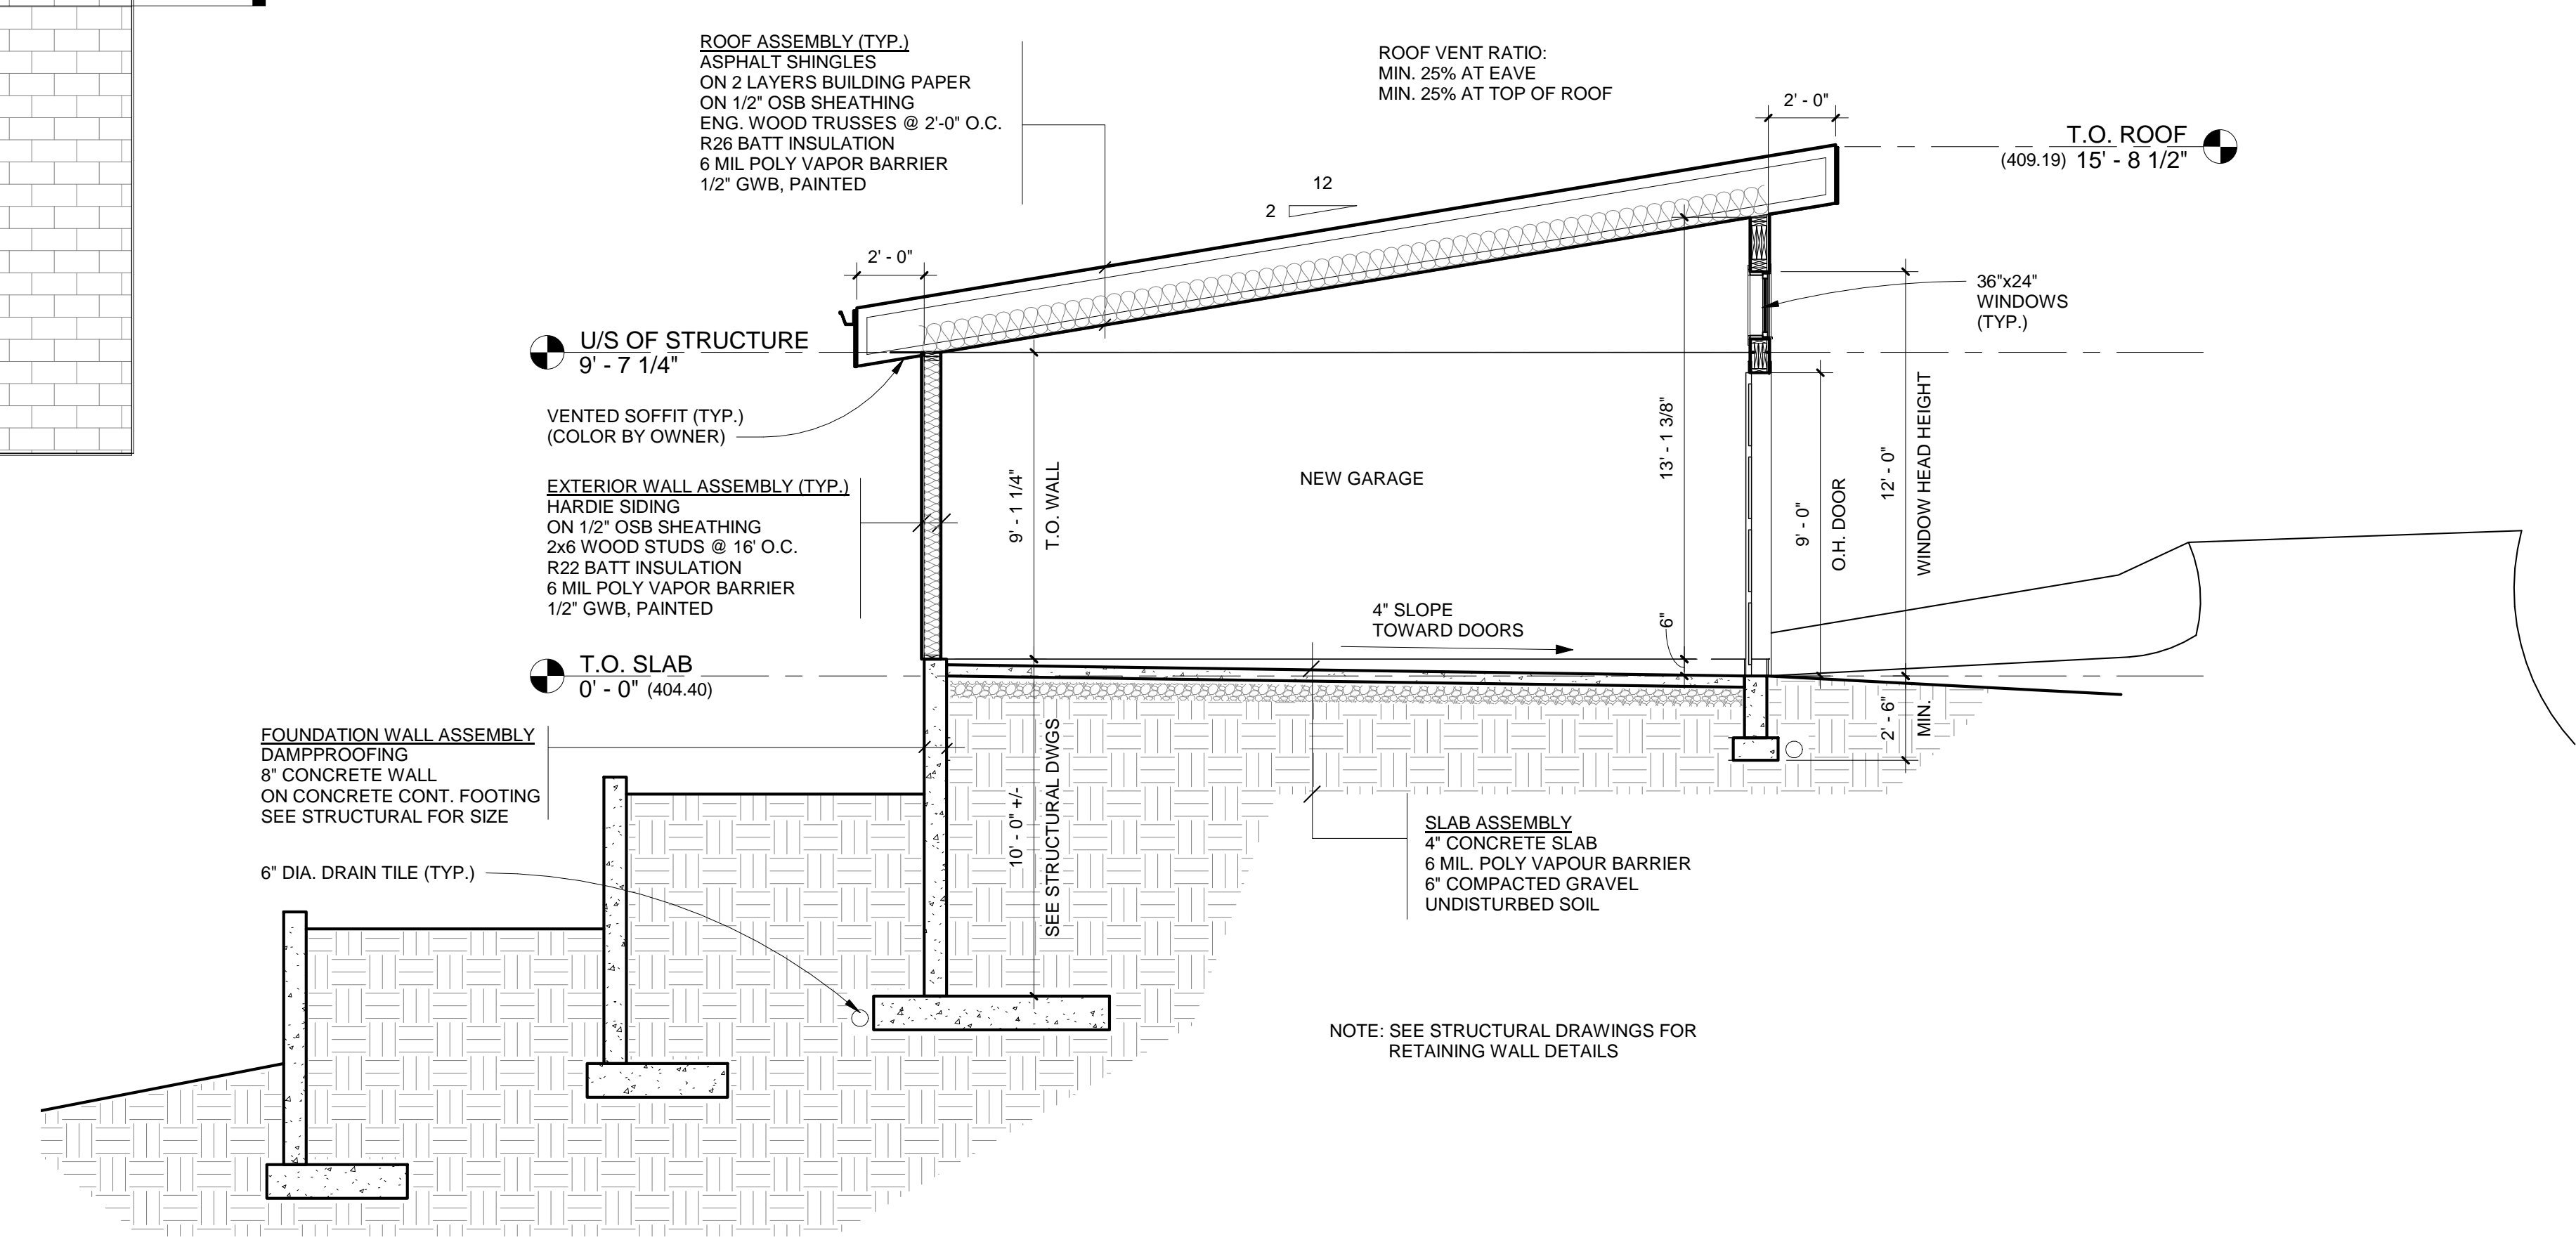 ROOF ASSEMBLY (TYP.)
ASPHALT SHINGLES
ON 2 LAYERS BUILDING PAPER
ON 1/2" OSB SHEATHING
ENG. WOOD TRUSSES @ 2'-0" O.C.
R26 BATT INSULATION
6 MIL POLY VAPOR BARRIER
1/2" GWB, PAINTED
ROOF VENT RATIO:
MIN. 25% AT EAVE
MIN. 25% AT TOP OF ROOF
2' - 0"
T.O. ROOF
(409.19) 15' - 8 1/2"
12
2
2' - 0"
36"x24"
WINDOWS
(TYP.)
U/S OF STRUCTURE
9' - 7 1/4"
VENTED SOFFIT (TYP.)
(COLOR BY OWNER)
EXTERIOR WALL ASSEMBLY (TYP.)
HARDIE SIDING
ON 1/2" OSB SHEATHING
2x6 WOOD STUDS @ 16' O.C.
R22 BATT INSULATION
6 MIL POLY VAPOR BARRIER
1/2" GWB, PAINTED
9' - 1 1/4"
T.O. WALL
NEW GARAGE
13' - 1 3/8"
9' - 0"
O.H. DOOR
12' - 0"
WINDOW HEAD HEIGHT
4" SLOPE
TOWARD DOORS
6"
T.O. SLAB
0' - 0" (404.40)
2' - 6"
MIN.
FOUNDATION WALL ASSEMBLY
DAMPPROOFING
8" CONCRETE WALL
ON CONCRETE CONT. FOOTING
SEE STRUCTURAL FOR SIZE
10' - 0" +/-
SEE STRUCTURAL DWGS
6" DIA. DRAIN TILE (TYP.)
SLAB ASSEMBLY
4" CONCRETE SLAB
6 MIL. POLY VAPOUR BARRIER
6" COMPACTED GRAVEL
UNDISTURBED SOIL
NOTE: SEE STRUCTURAL DRAWINGS FOR
RETAINING WALL DETAILS